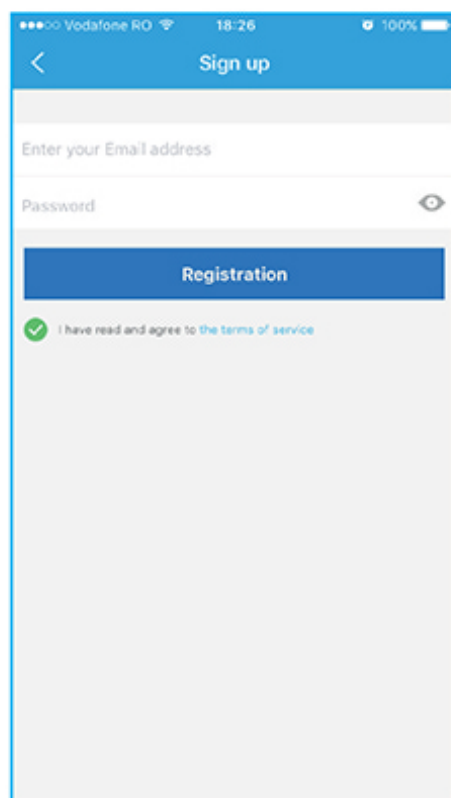 Vodafone RO 18:26 100%
Sign up
Enter your Email address
Password
Registration
I have read and agree to the terms of service